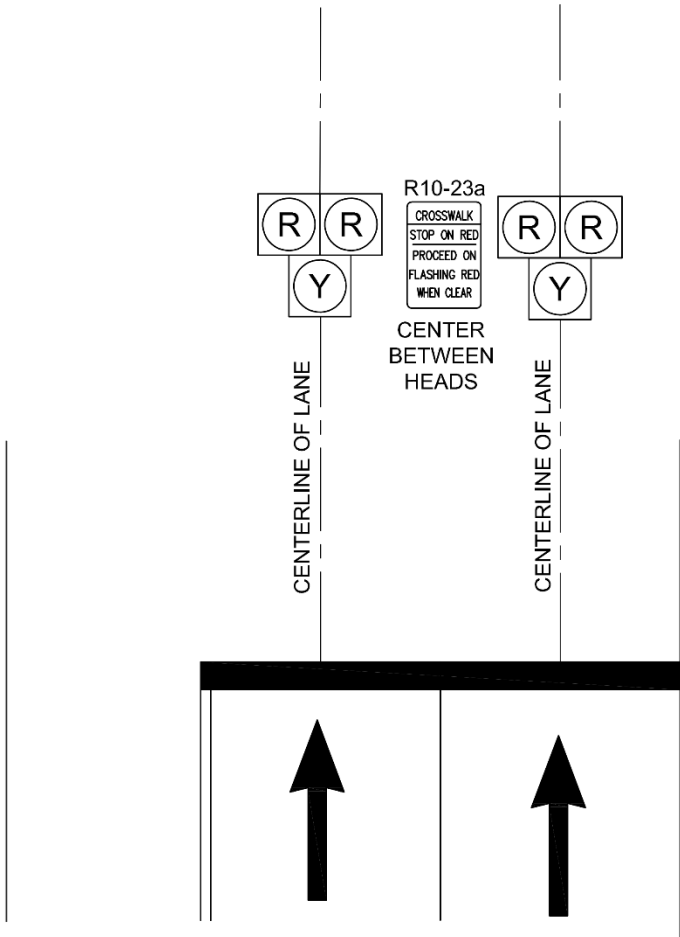 R10-23a
R R
Y
CROSSWALK
STOP ON RED
PROCEED ON
FLASHING RED
WHEN CLEAR
R R
Y
CENTER
BETWEEN
HEADS
CENTERLINE OF LANE
CENTERLINE OF LANE